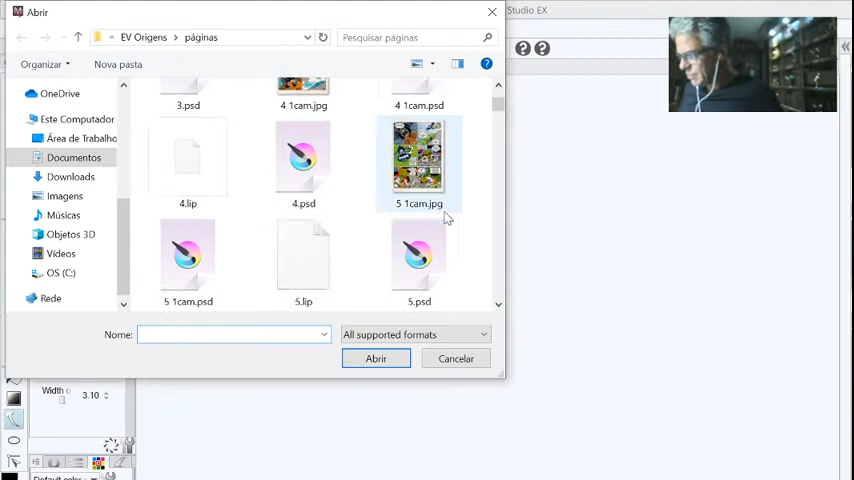 Abrir
Studio EX
EV Origens
páginas
Pesquisar páginas
Organizar
Nova pasta
OneDrive
Este Computador
Área de Trabalho
Documentos
Downloads
Imagens
Músicas
Objetos 3D
Vídeos
OS (C:)
Rede
3.psd
4 1cam.jpg
4 1cam.psd
4.lip
4.psd
5 1cam.jpg
5 1cam.psd
5.lip
5.psd
Nome:
All supported formats
Abrir
Cancelar
Width o
3.10
Default color